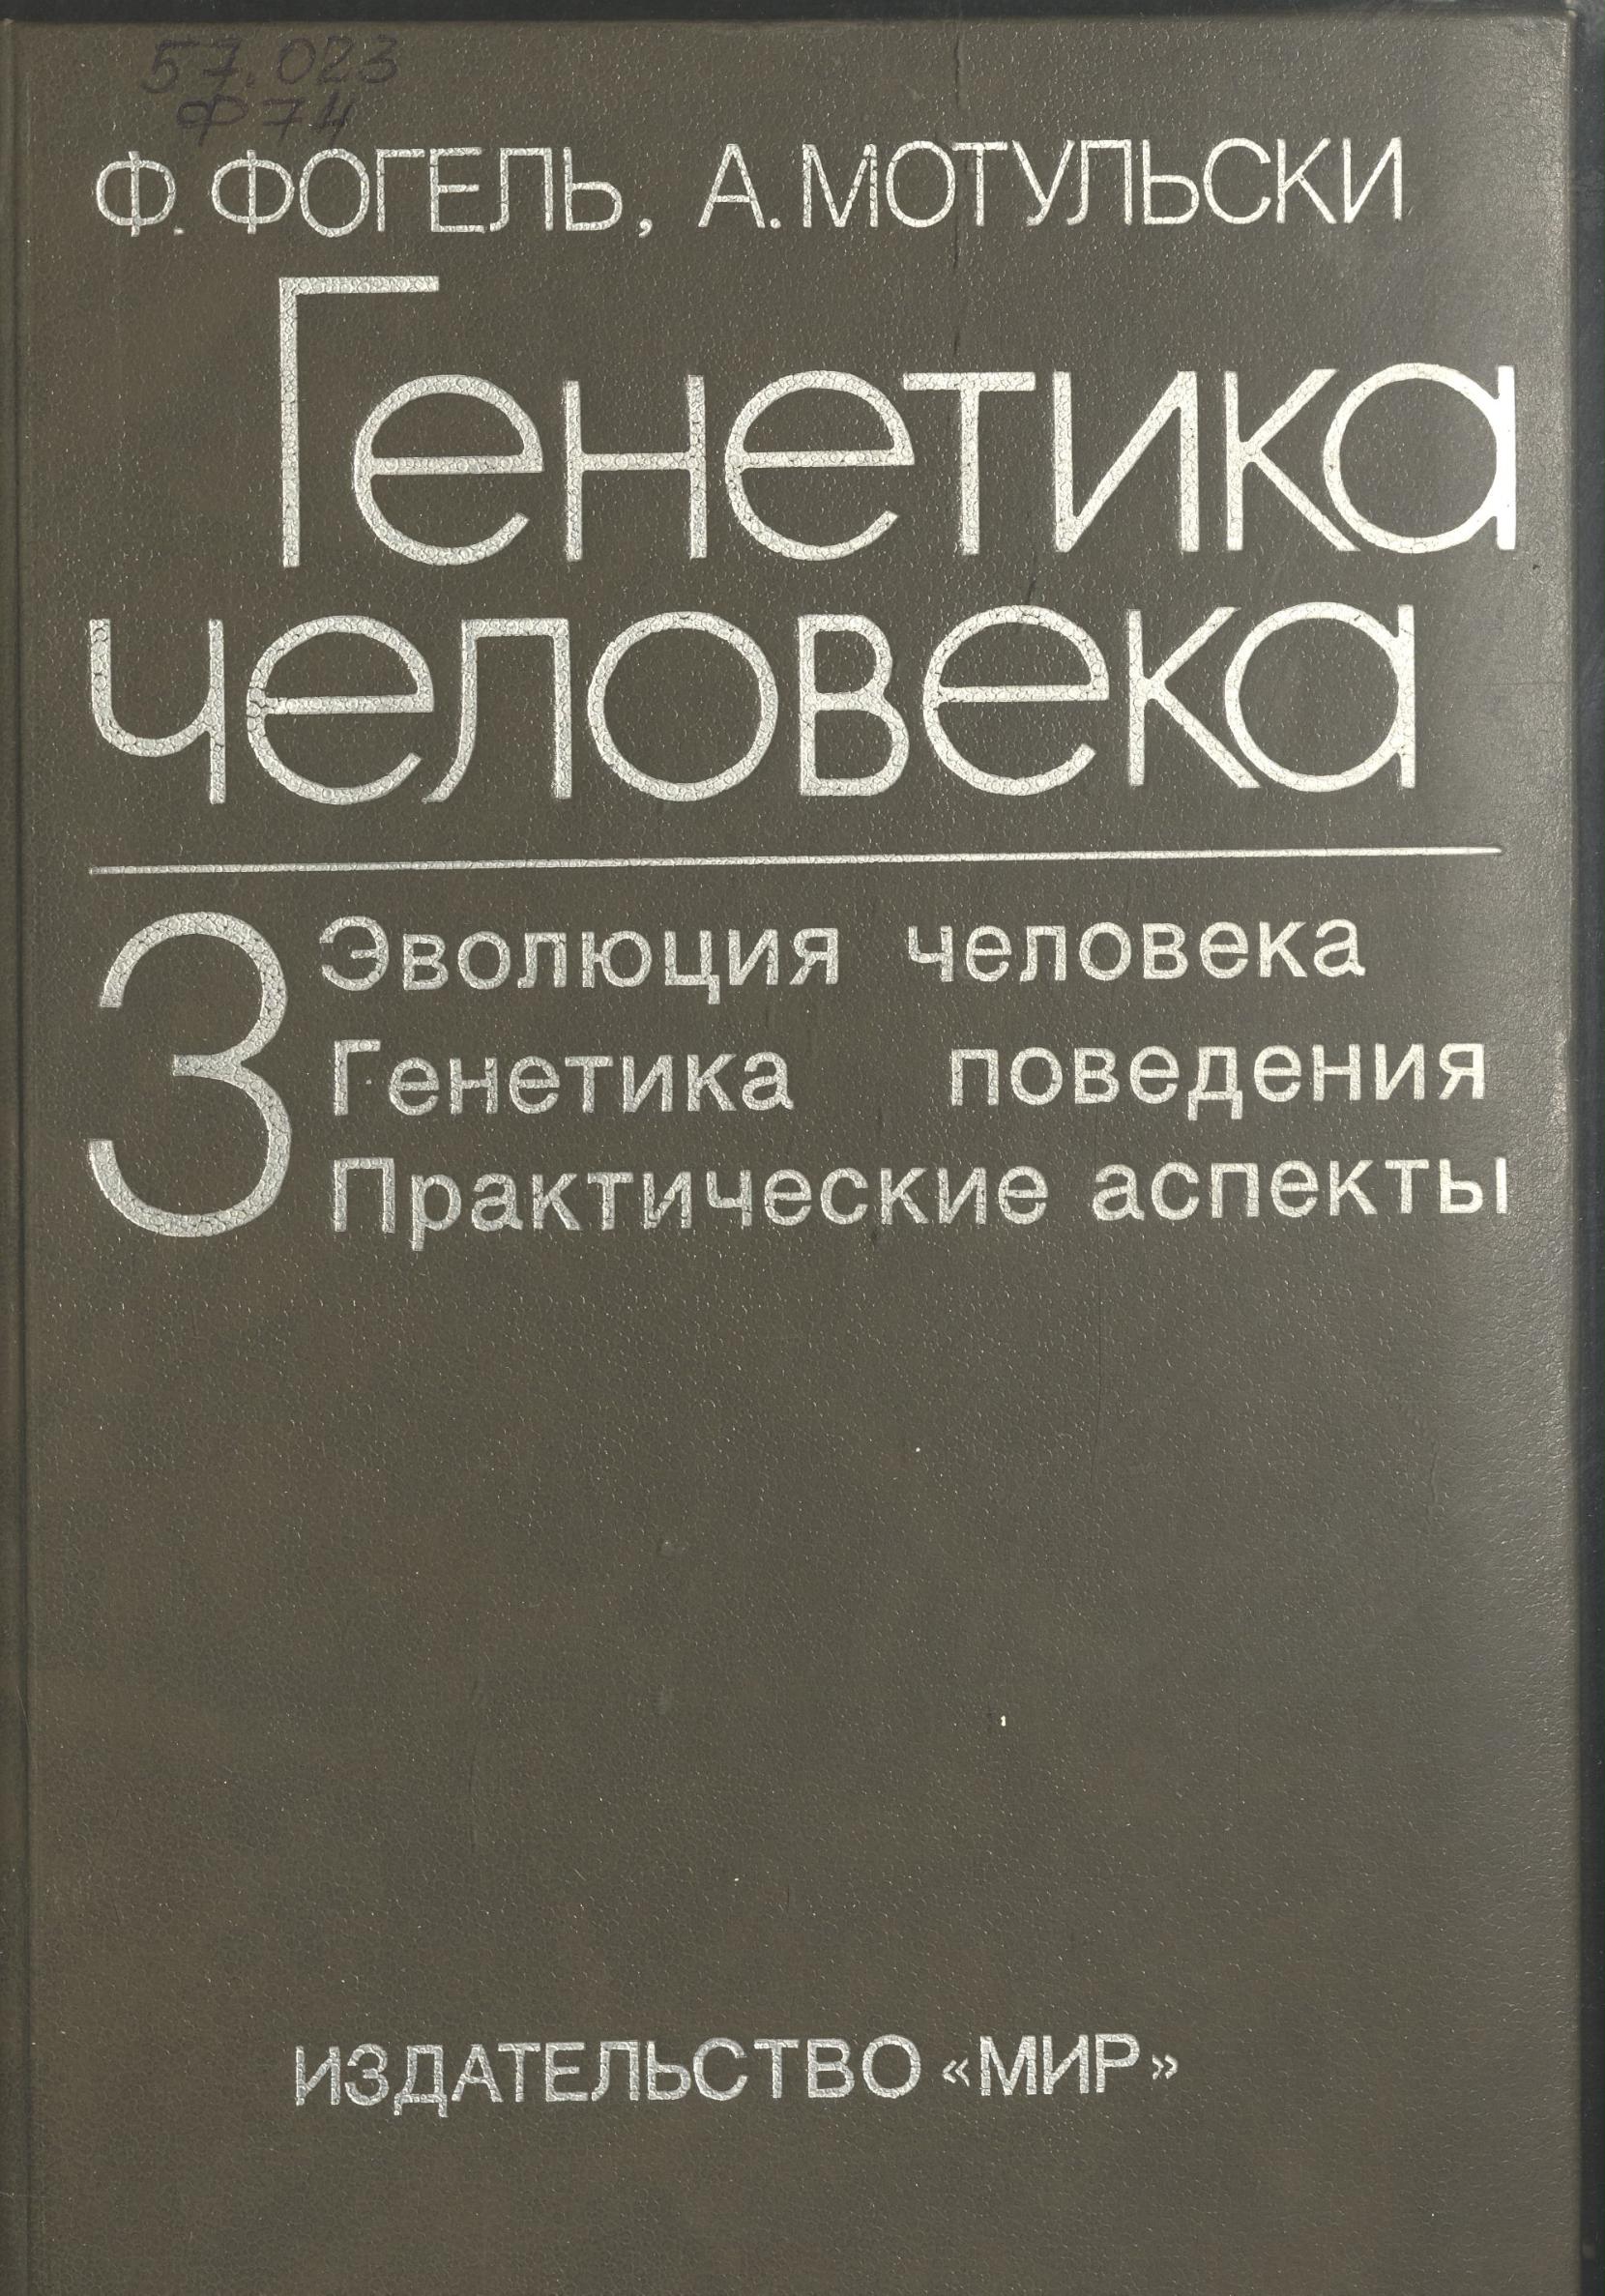 57.023
Ф74
Ф. ФОГЕЛЬ, А. МОТУЛЬСКИ
Генетика
человека
3
Эволюция человека
Генетика поведения
Практические аспекты
ИЗДАТЕЛЬСТВО «МИР»